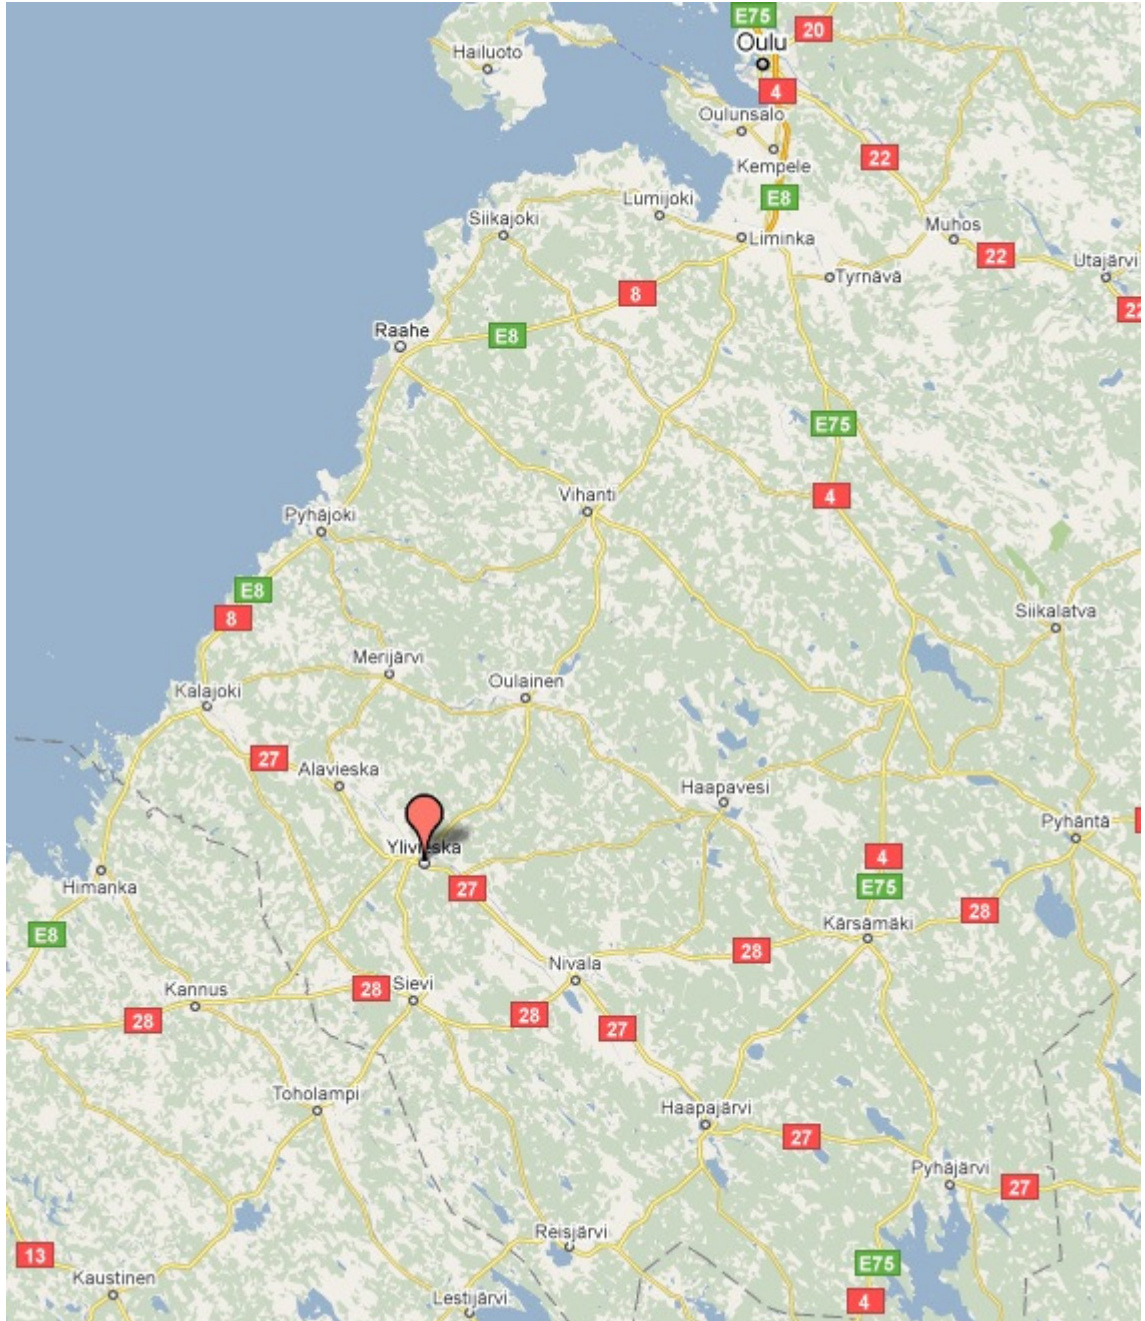 E75
20
Oulu
Hailuoto
4
Oulunsalo
22
Kempele
E8
Lumijoki
Siikajoki
Liminka
Muhos
22
Utajärvi
Tyrnävä
8
22
Raahe
E8
E75
Vihanti
4
Pyhäjoki
E8
8
Siikalatva
Merijärvi
Oulainen
Kalajoki
27
Alavieska
Haapavesi
Pyhäntä
Ylivieska
4
Himanka
27
E75
28
Kärsämäki
E8
28
Nivala
Kannus
28
Sievi
28
28
27
Toholampi
Haapajärvi
27
Pyhäjärvi
27
Reisjärvi
13
E75
Kaustinen
Lestijärvi
4